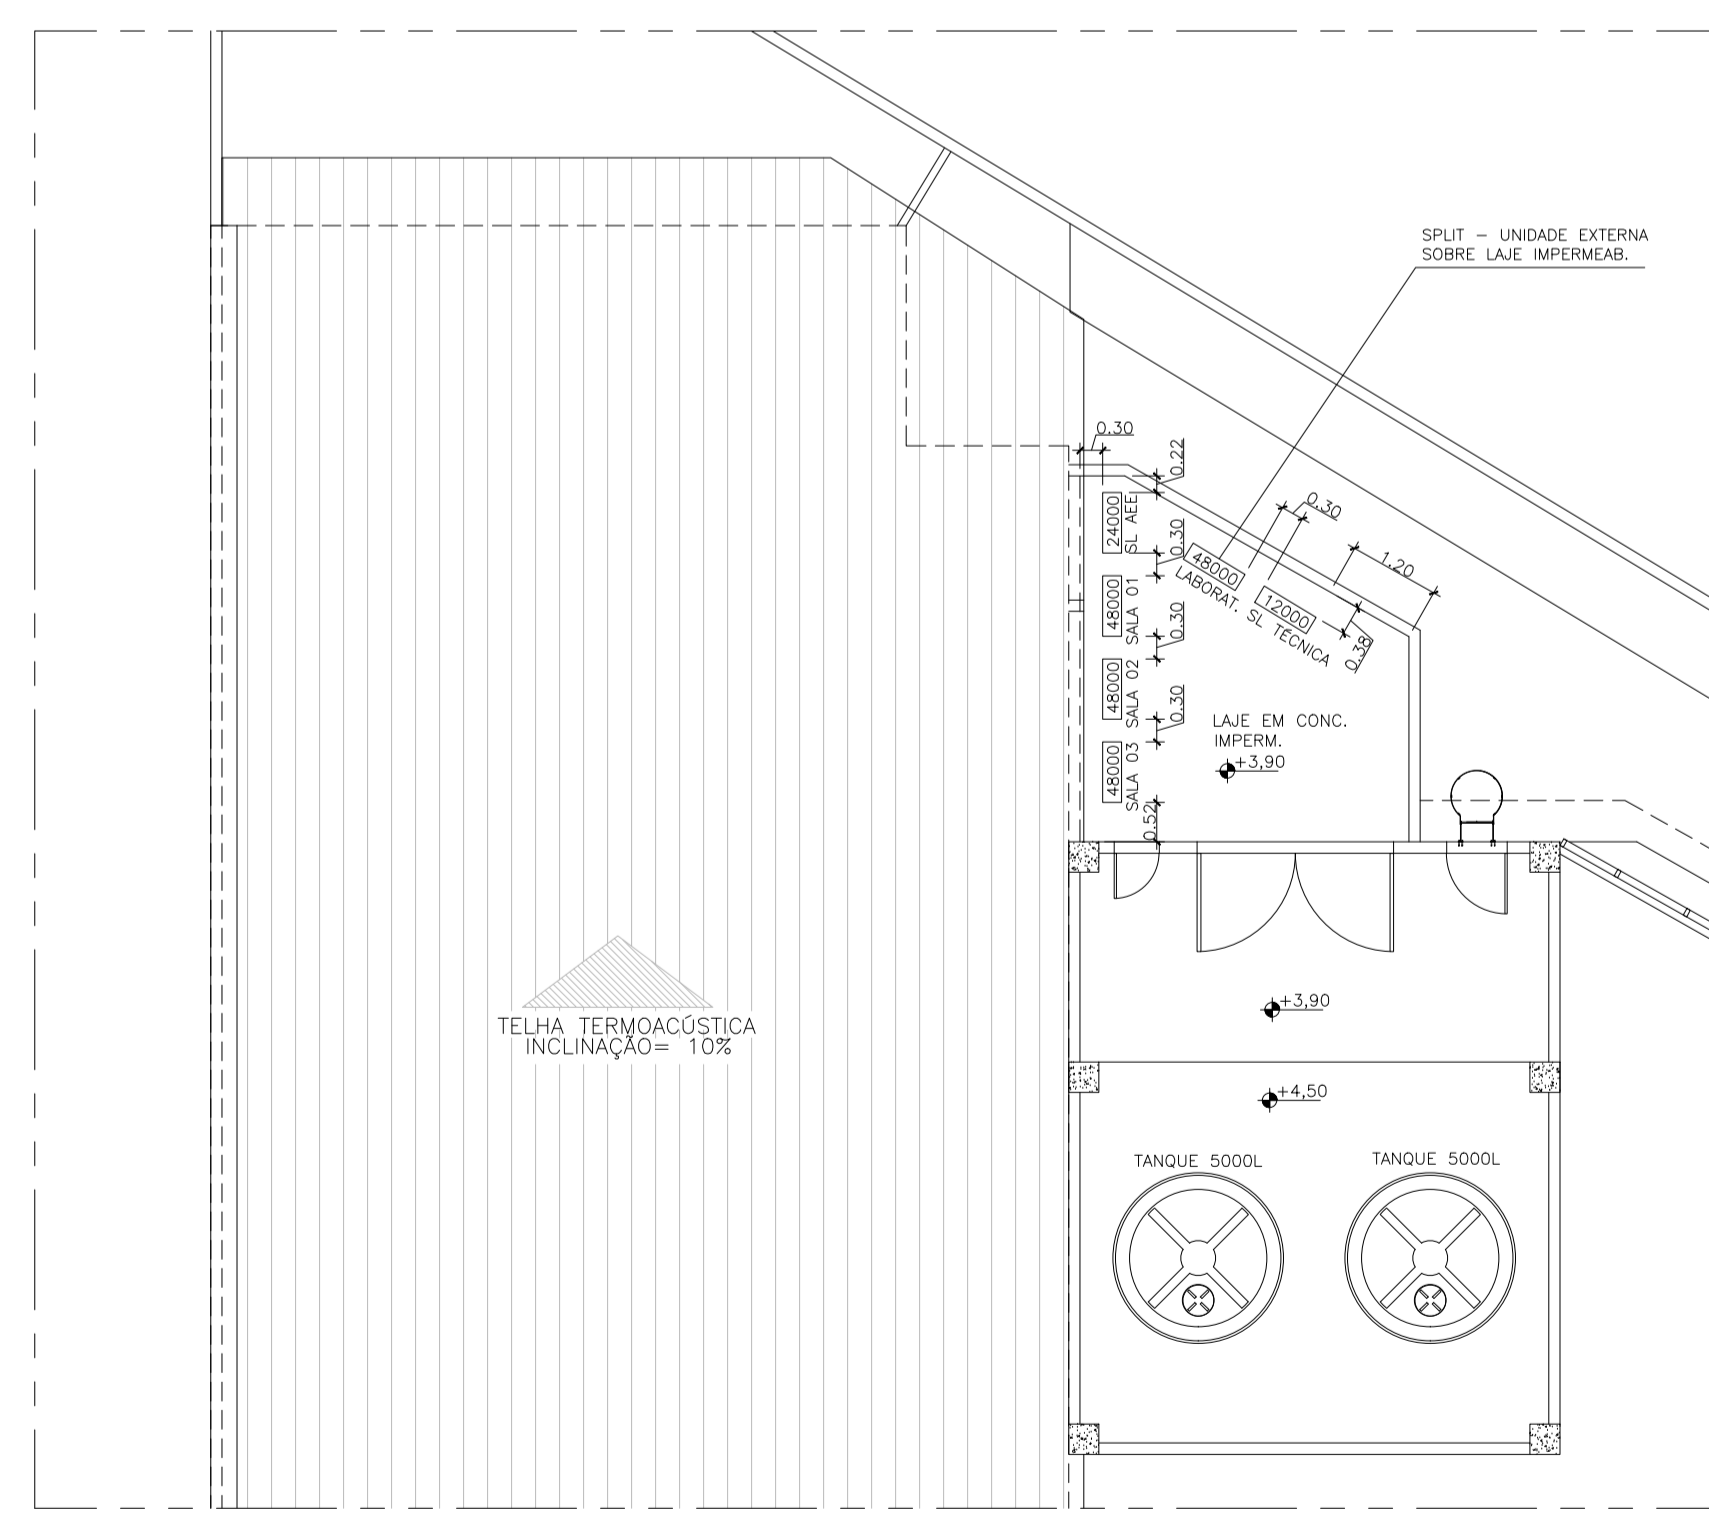 SPLIT – UNIDADE EXTERNA
SOBRE LAJE IMPERMEAB.
0.30
0.22
24000
SL AEE
0.30
0.30
1.20
48000
LABORAT.
12000
SL TÉCNICA
0.38
48000
SALA 01
0.30
48000
SALA 02
0.30
48000
SALA 03
0.52
LAJE EM CONC.
IMPERM.
+3,90
+3,90
+4,50
TANQUE 5000L
TANQUE 5000L
TELHA TERMOACÚSTICA
INCLINAÇÃO= 10%